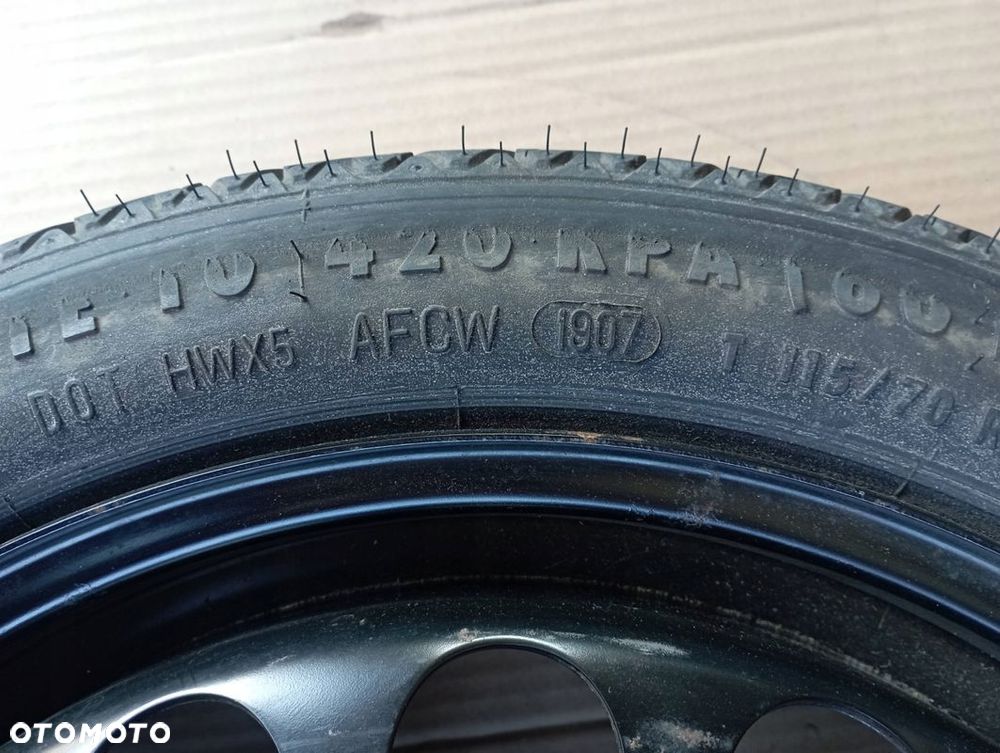 420 KPA
DOT HWX5 AFCW 1907 T 115/70
OTOMOTO